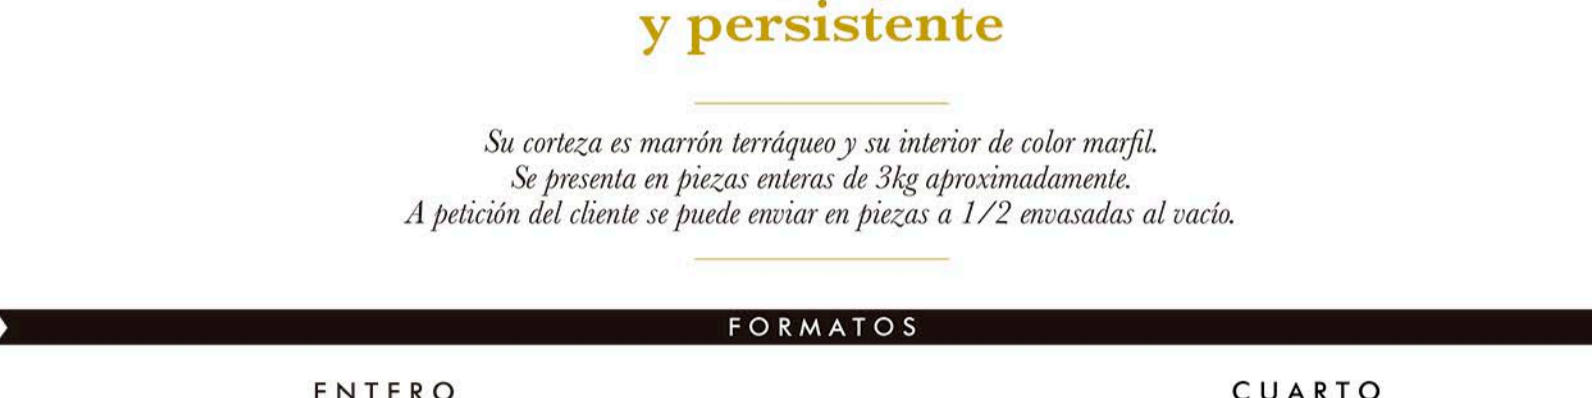 y persistente
Su corteza es marrón terráqueo y su interior de color marfil.
Se presenta en piezas enteras de 3kg aproximadamente.
A petición del cliente se puede enviar en piezas a 1/2 envasadas al vacío.
FORMATOS
ENTERO
CUARTO